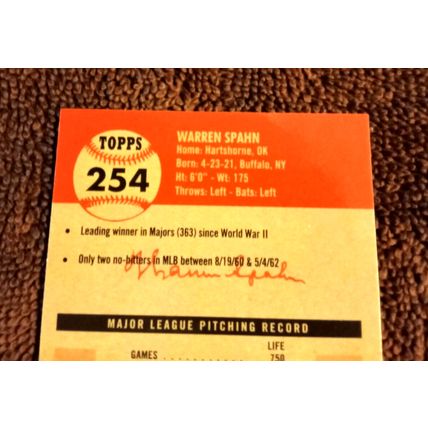 TOPPS
254
WARREN SPAHN
Home: Hartshorne, OK
Born: 4-23-21, Buffalo, NY
Ht: 6'0" - Wt: 175
Throws: Left - Bats: Left
• Leading winner in Majors (363) since World War II
• Only two no-hitters in MLB between 8/19/60 & 5/4/62
Warren Spahn
MAJOR LEAGUE PITCHING RECORD
LIFE
GAMES . . . . . . . . . . 750